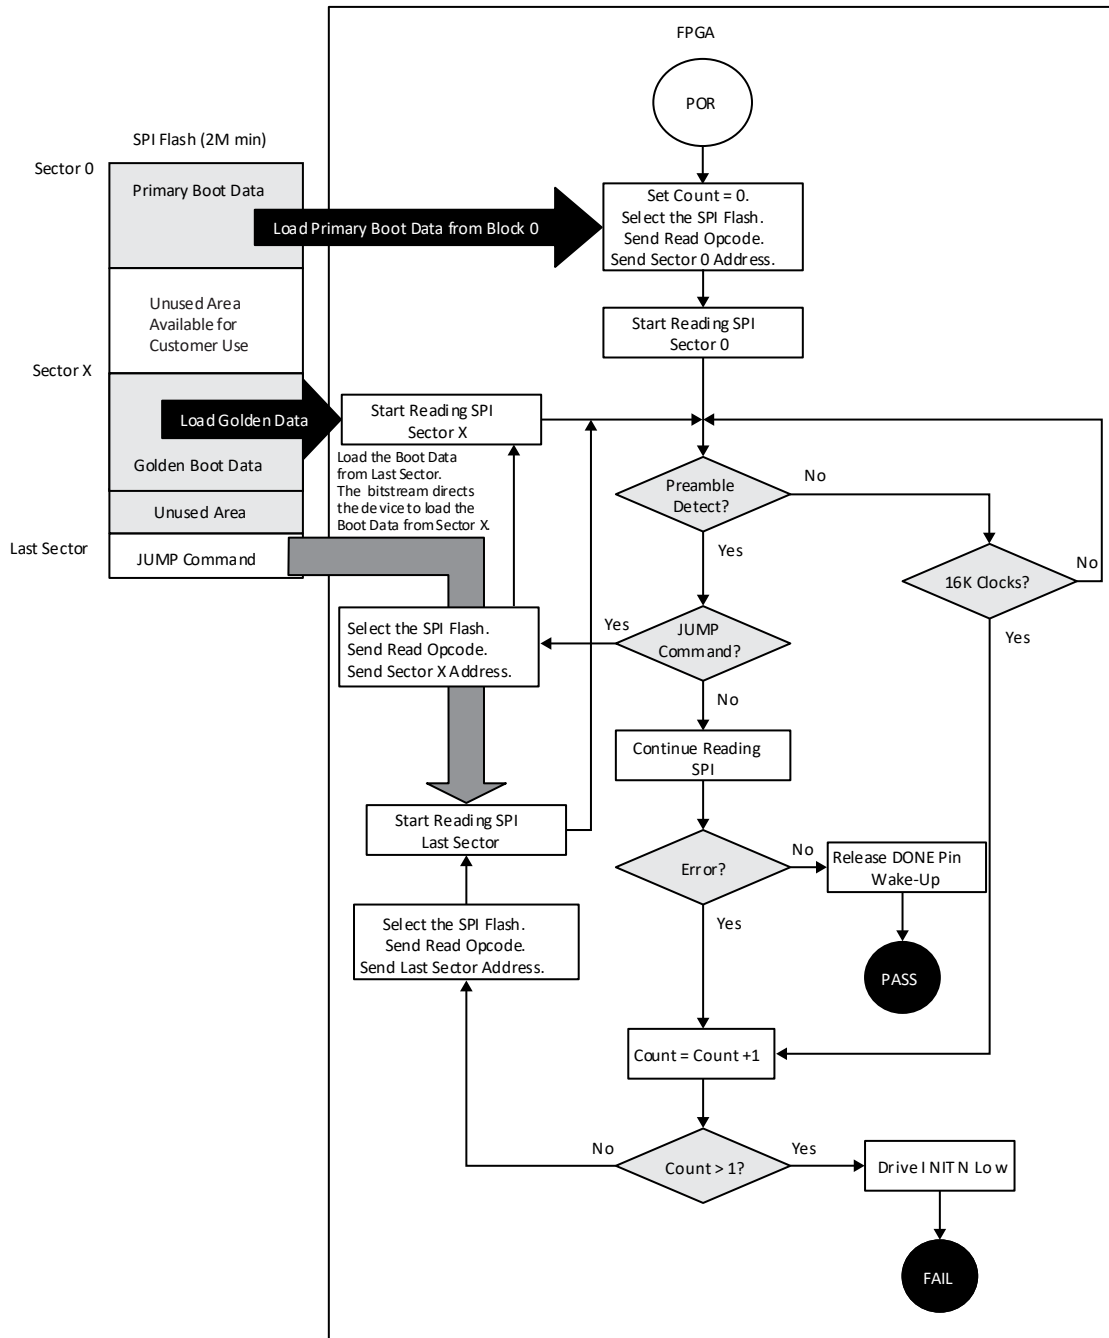 FPGA
POR
SPI Flash (2M min)
Sector 0
Primary Boot Data
Load Primary Boot Data from Block 0
Set Count = 0.
Select the SPI Flash.
Send Read Opcode.
Send Sector 0 Address.
Unused Area
Available for
Customer Use
Start Reading SPI
Sector 0
Sector X
Load Golden Data
Golden Boot Data
Start Reading SPI
Sector X
Load the Boot Data
from Last Sector.
The bitstream directs
the device to load the
Boot Data from Sector X.
Preamble
Detect?
No
Yes
Unused Area
Last Sector
JUMP Command
16K Clocks?
No
Yes
Select the SPI Flash.
Send Read Opcode.
Send Sector X Address.
Yes
JUMP
Command?
No
Continue Reading
SPI
Start Reading SPI
Last Sector
Error?
No
Release DONE Pin
Wake-Up
Yes
Select the SPI Flash.
Send Read Opcode.
Send Last Sector Address.
PASS
Count = Count +1
No
Count > 1?
Yes
Drive INITN Low
FAIL